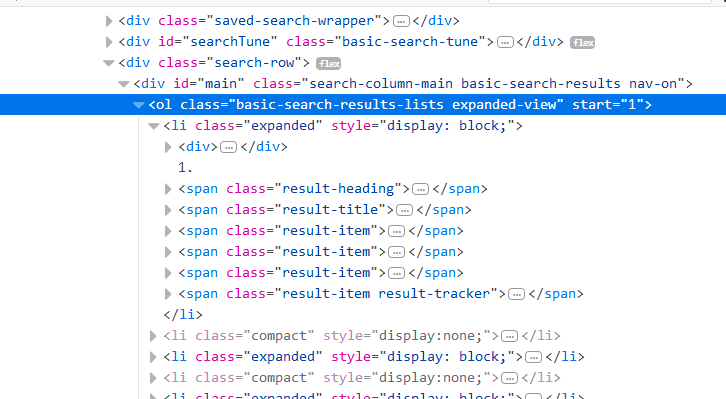 <div class="saved-search-wrapper">…</div>
<div id="searchTune" class="basic-search-tune">…</div> flex
<div class="search-row"> flex
<div id="main" class="search-column-main basic-search-results nav-on">
<ol class="basic-search-results-lists expanded-view" start="1">
<li class="expanded" style="display: block;">
<div>…</div>
1.
<span class="result-heading">…</span>
<span class="result-title">…</span>
<span class="result-item">…</span>
<span class="result-item">…</span>
<span class="result-item">…</span>
<span class="result-item result-tracker">…</span>
</li>
<li class="compact" style="display:none;">…</li>
<li class="expanded" style="display: block;">…</li>
<li class="compact" style="display:none;">…</li>
<li class="expanded" style="display: block;">…</li>